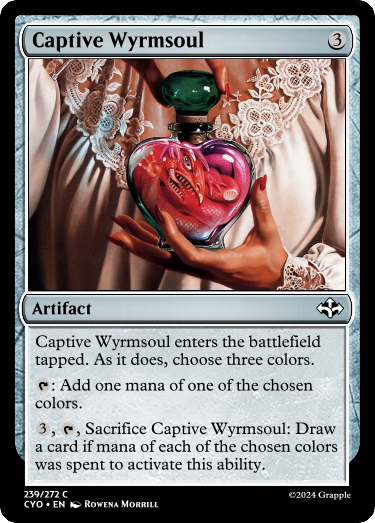 Captive Wyrmsoul 3
Artifact
Captive Wyrmsoul enters the battlefield
tapped. As it does, choose three colors.
: Add one mana of one of the chosen
colors.
3, , Sacrifice Captive Wyrmsoul: Draw
a card if mana of each of the chosen colors
was spent to activate this ability.
239/272 C
CYO • EN Rowena Morrill
©2024 Grapple